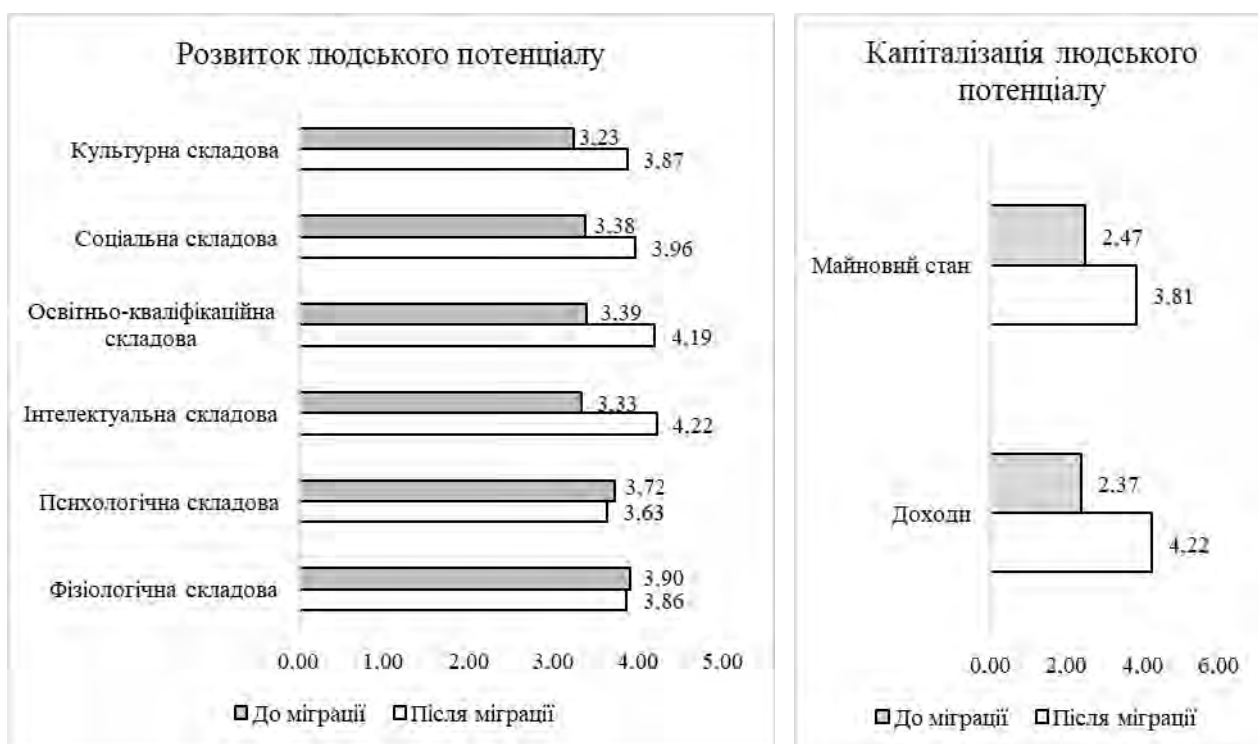 Розвиток людського потенціалу
Культурна складова
3,23
3,87
Соціальна складова
3,38
3,96
Освітньо-кваліфікаційна
складова
3,39
4,19
Інтелектуальна складова
3,33
4,22
Психологічна складова
3,72
3,63
Фізіологічна складова
3,90
3,86
0.00 1.00 2.00 3.00 4.00 5.00
До міграції Після міграції
Капіталізація людського
потенціалу
Майновий стан
2,47
3,81
Доходи
2,37
4,22
0.00 2.00 4.00 6.00
До міграції Після міграції